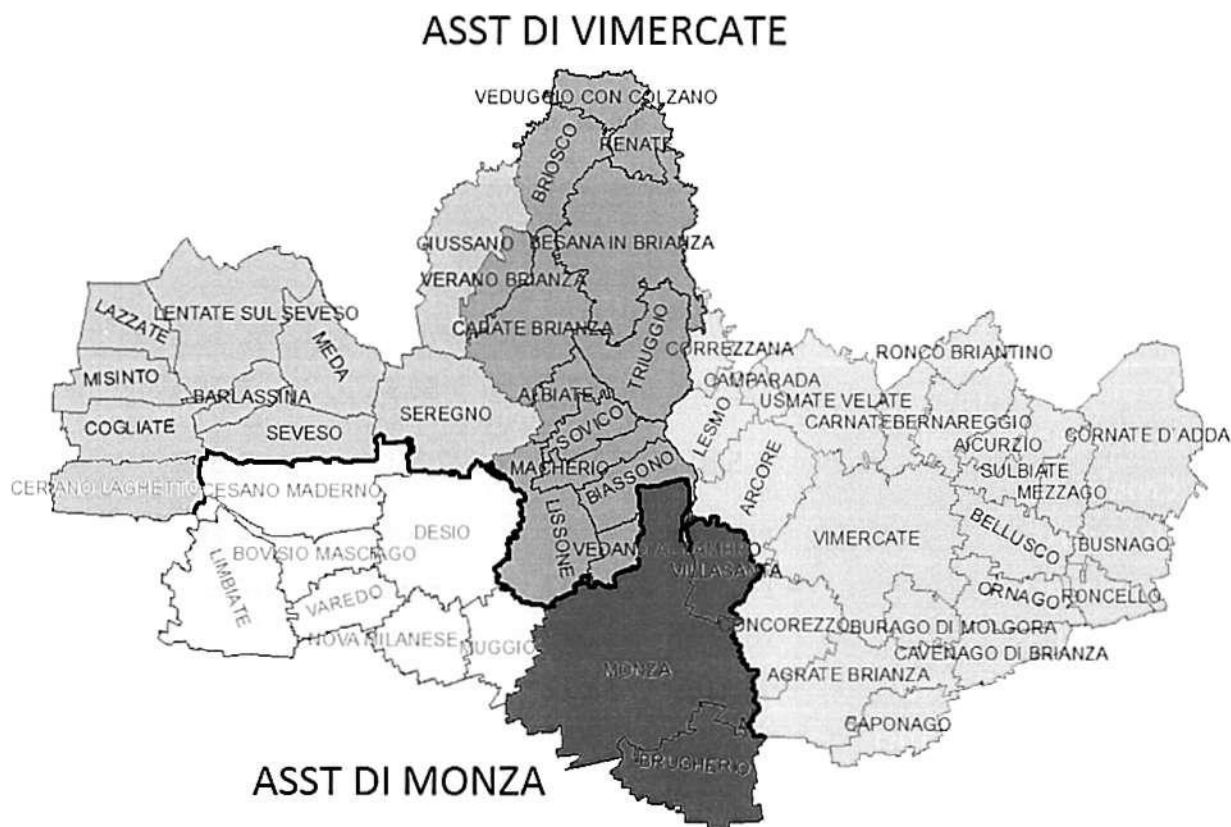 ASST DI VIMERCATE
VEDUGGIO CON COLZANO
RENATE
BRIOSCO
GIUSSANO
BESANA IN BRIANZA
VERANO BRIANZA
LAZZATE
LENTATE SUL SEVESO
MEDA
CARATE BRIANZA
TRIUGGIO
CORREZZANA
RONCO BRIANTINO
MISINTO
BARLASSINA
CAMPARADA
USMATE VELATE
ALBIATE
SEREGNO
COGLIATE
SEVESO
SOVICO
LESMO
CARNATE
BERNAREGGIO
AICURZIO
CORNATE D'ADDA
MACHERIO
BIASSONO
SULBIATE
MEZZAGO
CERIANO LAGHETTO
CESANO MADERNO
ARCORE
DESIO
LISSONE
VIMERCATE
BELLUSCO
BUSNAGO
BOVISIO MASCIAGO
VEDANO AL LAMBRO
VILLASANTA
LIMBIATE
VAREDO
ORNAGO
RONCELLO
NOVA MILANESE
MUGGIO'
CONCOREZZO
BURAGO DI MOLGORA
CAVENAGO DI BRIANZA
MONZA
AGRATE BRIANZA
CAPONAGO
BRUGHERIO
ASST DI MONZA